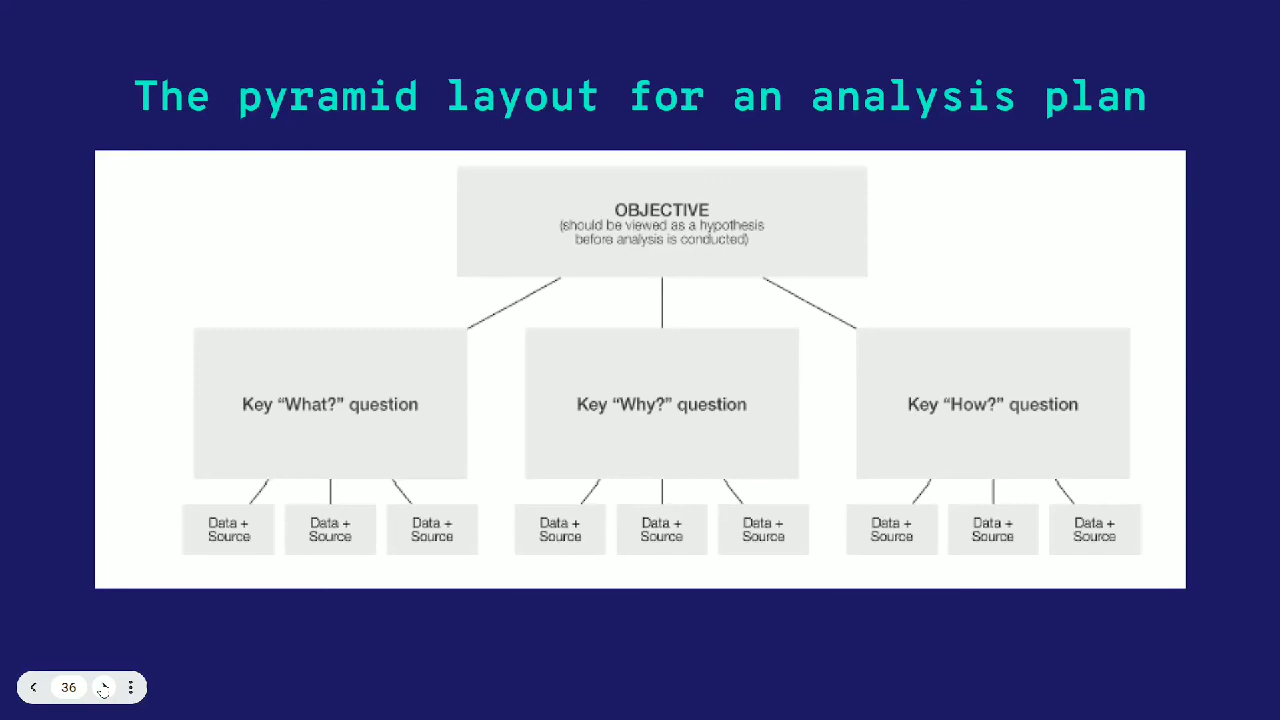 The pyramid layout for an analysis plan
OBJECTIVE
(should be viewed as a hypothesis
before analysis is conducted)
Key “What?” question
Key “Why?” question
Key “How?” question
Data +
Source
Data +
Source
Data +
Source
Data +
Source
Data +
Source
Data +
Source
Data +
Source
Data +
Source
Data +
Source
36